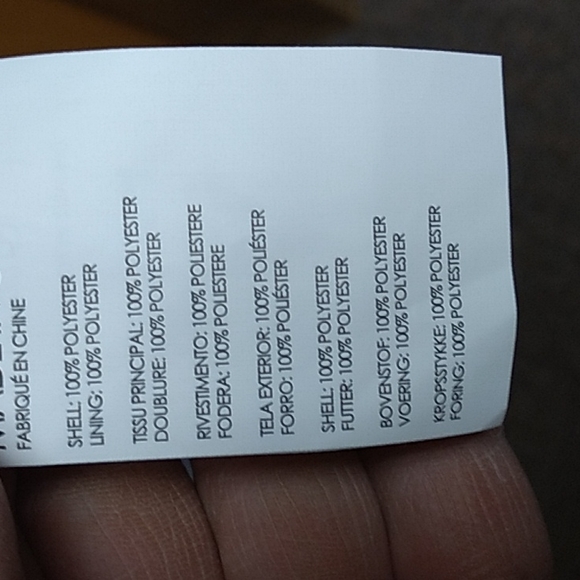 FABRIQUÉ EN CHINE
SHELL: 100% POLYESTER
LINING: 100% POLYESTER
TISSU PRINCIPAL: 100% POLYESTER
DOUBLURE: 100% POLYESTER
RIVESTIMENTO: 100% POLIESTERE
FODERA: 100% POLIESTERE
TELA EXTERIOR: 100% POLIÉSTER
FORRO: 100% POLIÉSTER
SHELL: 100% POLYESTER
FUTTER: 100% POLYESTER
BOVENSTOF: 100% POLYESTER
VOERING: 100% POLYESTER
KROPSSTYKKE: 100% POLYESTER
FORING: 100% POLYESTER